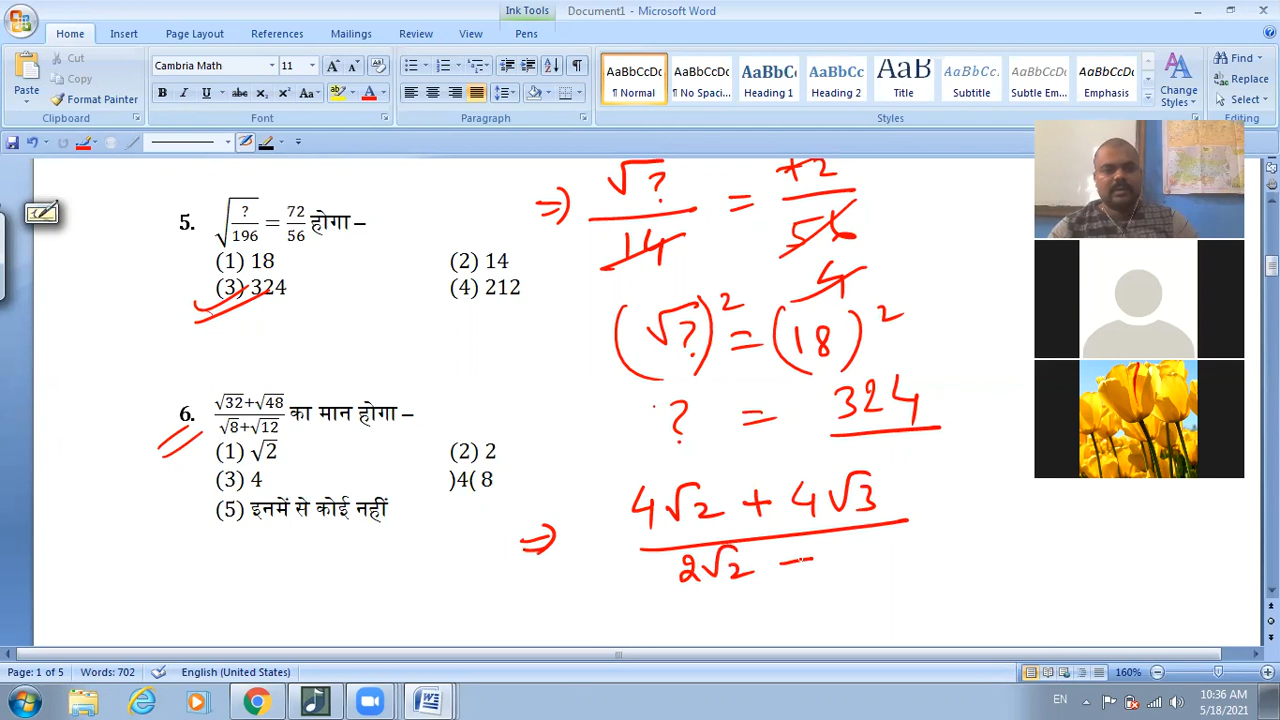 Ink Tools
Document1 - Microsoft Word
Home Insert Page Layout References Mailings Review View Pens
Paste
Cut
Copy
Format Painter
Clipboard
Cambria Math 11
B I U
Font
Paragraph
AaBbCcDc AaBbCcDc AaBbCc AaBbCc AaB AaBbCc. AaBbCcDc AaBbCcDc
¶ Normal ¶ No Spaci... Heading 1 Heading 2 Title Subtitle Subtle Em... Emphasis
Change Styles
Styles
Find
Replace
Select
Editing
5. √(?/196) = 72/56 होगा –
(1) 18 (2) 14
(3) 324 (4) 212
6. (√32+√48)/(√8+√12) का मान होगा –
(1) √2 (2) 2
(3) 4 )4( 8
(5) इनमें से कोई नहीं
⇒ √?/14 = 72/56
4
(√?)² = (18)²
? = 324
⇒ 4√2 + 4√3
2√2 –
Page: 1 of 5 Words: 702 English (United States) 160%
EN 10:36 AM
5/18/2021